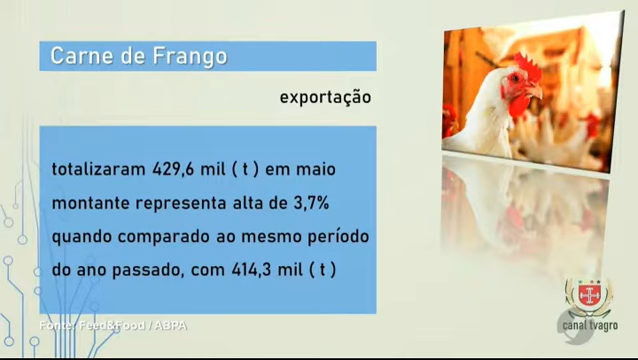 Carne de Frango
exportação
totalizaram 429,6 mil ( t ) em maio
montante representa alta de 3,7%
quando comparado ao mesmo período
do ano passado, com 414,3 mil ( t )
Fonte: Feed&Food / ABPA
canal tvagro